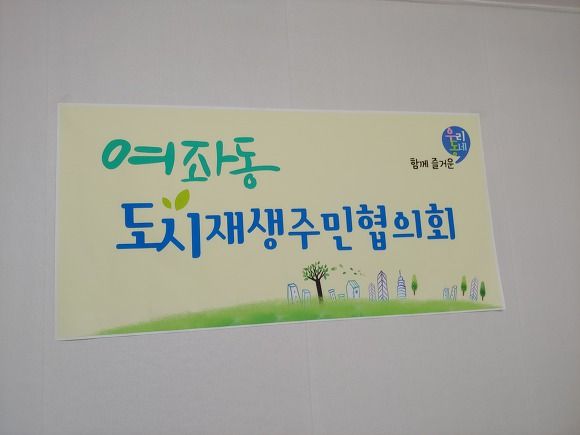 여좌동
함께 즐거운 우리동네
도시재생주민협의회